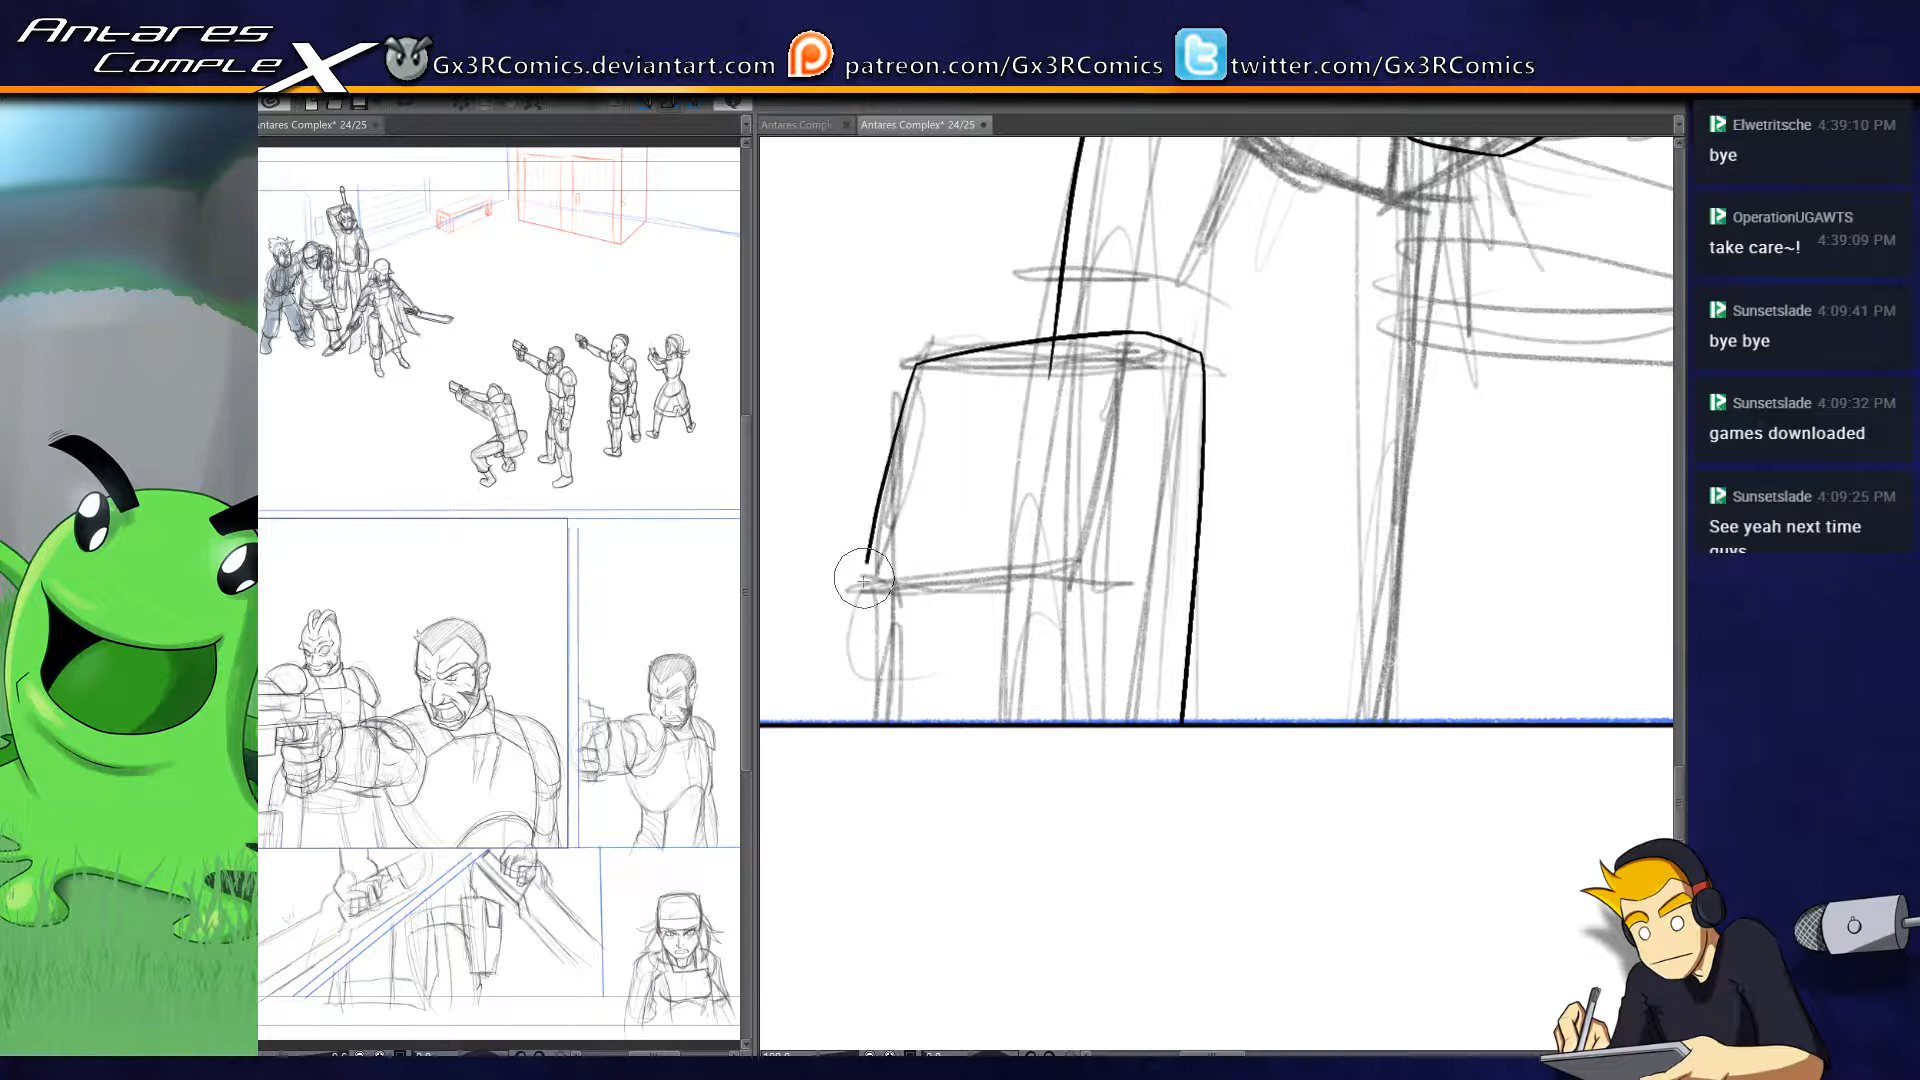 Antares
Complex
Gx3RComics.deviantart.com
patreon.com/Gx3RComics
twitter.com/Gx3RComics
Antares Complex* 24/25
Antares Compl
Antares Complex* 24/25
Elwetritsche 4:39:10 PM
bye
OperationUGAWTS
take care~! 4:39:09 PM
Sunsetslade 4:09:41 PM
bye bye
Sunsetslade 4:09:32 PM
games downloaded
Sunsetslade 4:09:25 PM
See yeah next time
guys